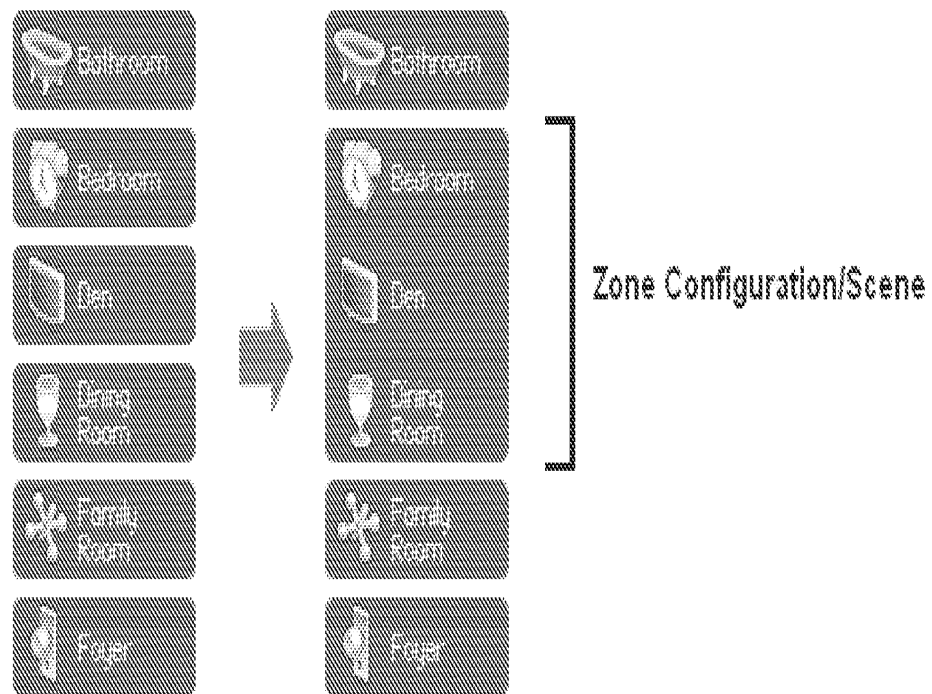 Bathroom
Bedroom
Den
Dining
Room
Family
Room
Foyer
Bathroom
Bedroom
Den
Dining
Room
Family
Room
Foyer
Zone Configuration/Scene